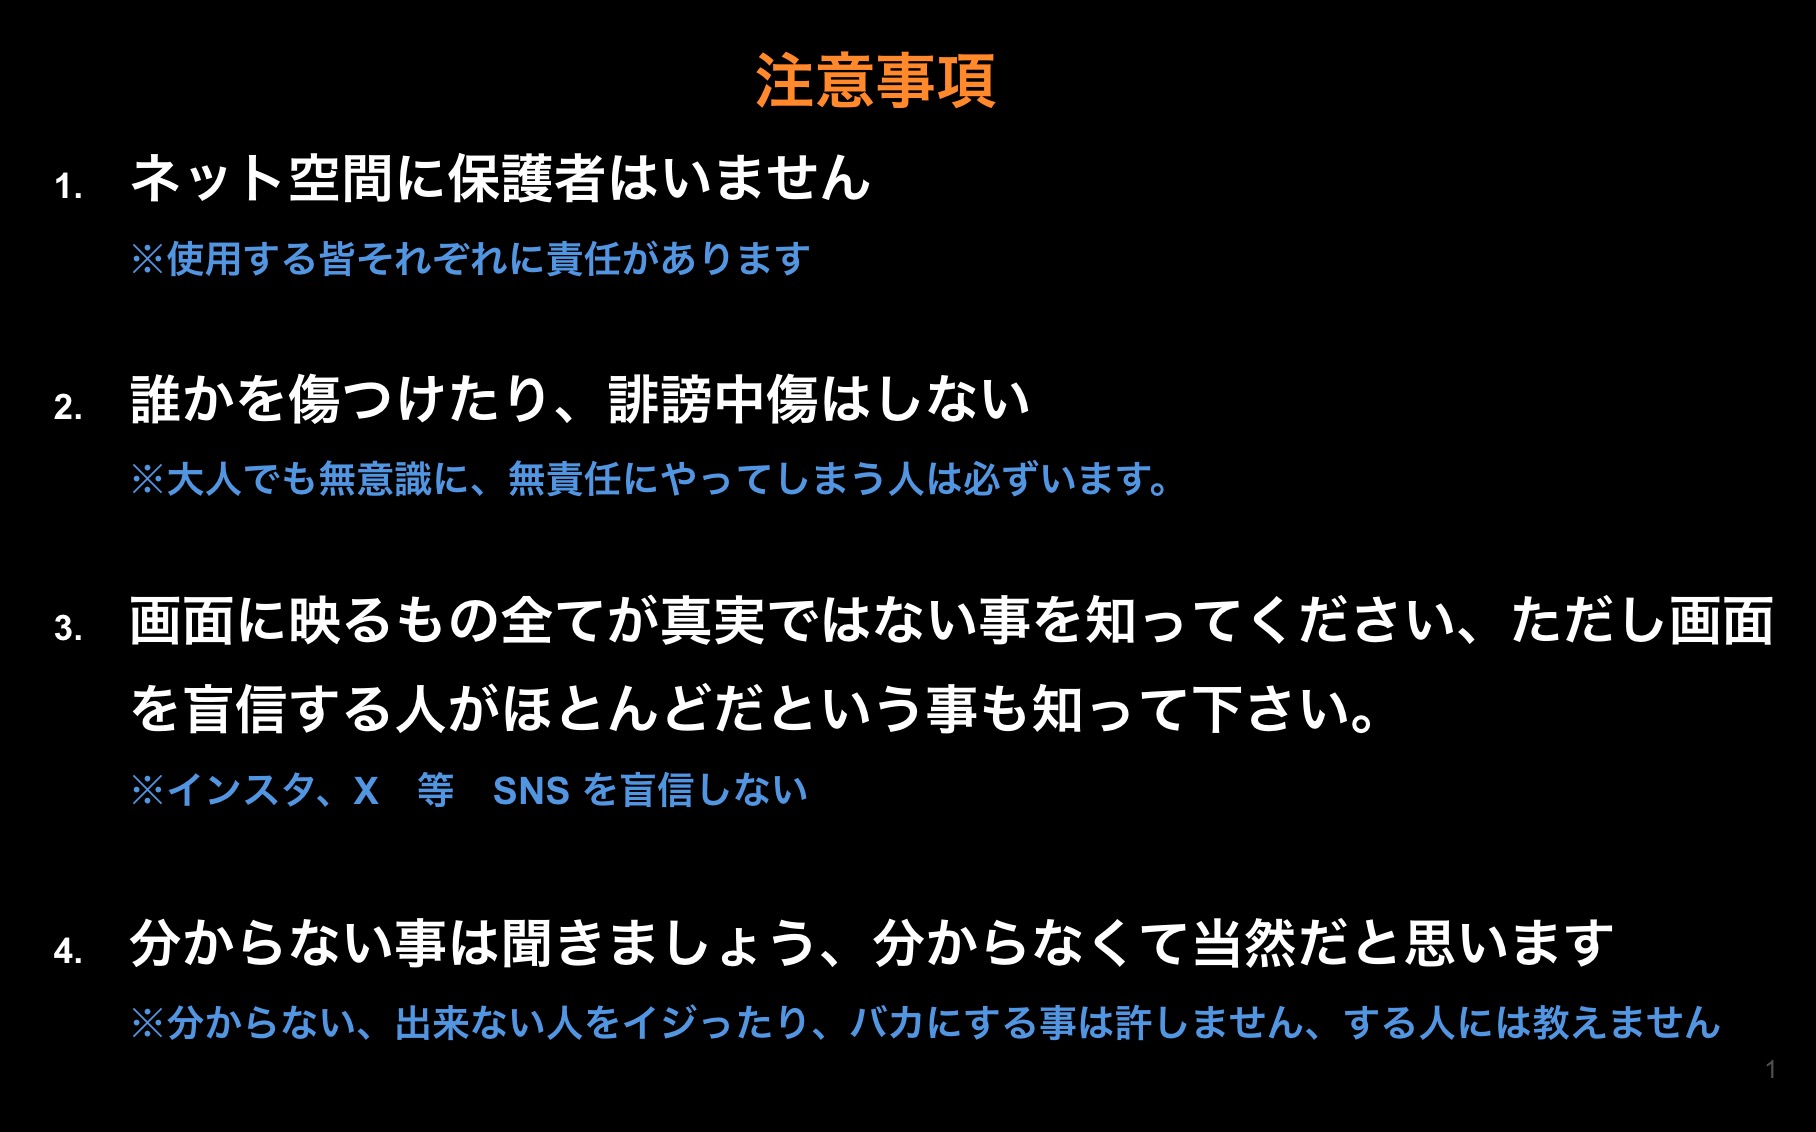 注意事項
1. ネット空間に保護者はいません
※使用する皆それぞれに責任があります
2. 誰かを傷つけたり、誹謗中傷はしない
※大人でも無意識に、無責任にやってしまう人は必ずいます。
3. 画面に映るもの全てが真実ではない事を知ってください、ただし画面
を盲信する人がほとんどだという事も知って下さい。
※インスタ、X　等　SNS を盲信しない
4. 分からない事は聞きましょう、分からなくて当然だと思います
※分からない、出来ない人をイジったり、バカにする事は許しません、する人には教えません
1